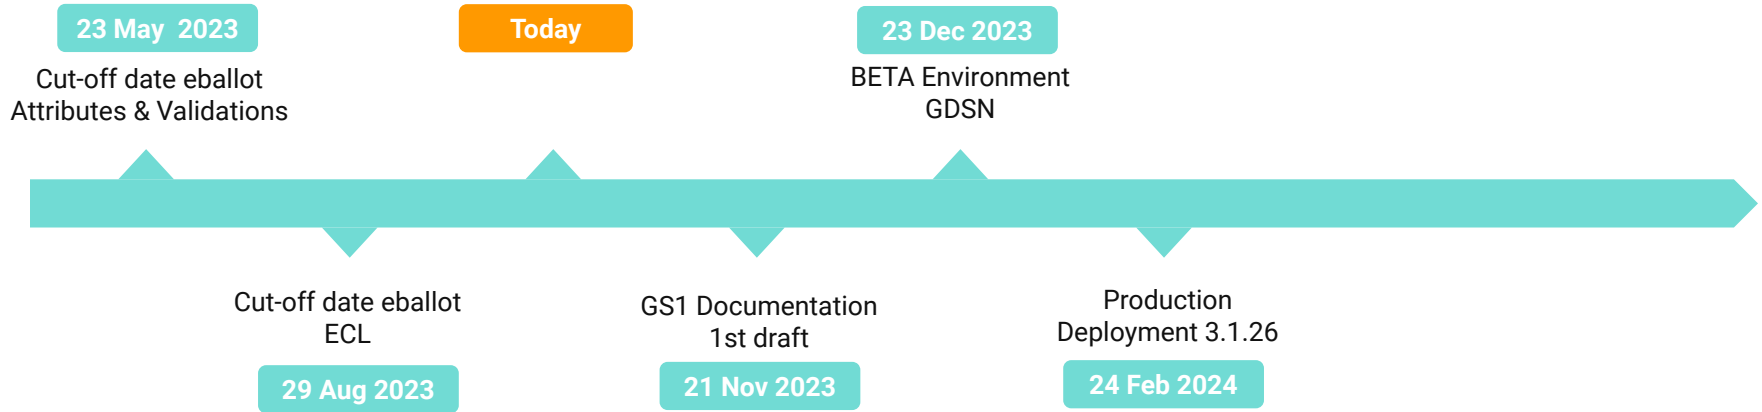 23 May 2023
Cut-off date eballot
Attributes & Validations
Today
23 Dec 2023
BETA Environment
GDSN
Cut-off date eballot
ECL
29 Aug 2023
GS1 Documentation
1st draft
21 Nov 2023
Production
Deployment 3.1.26
24 Feb 2024